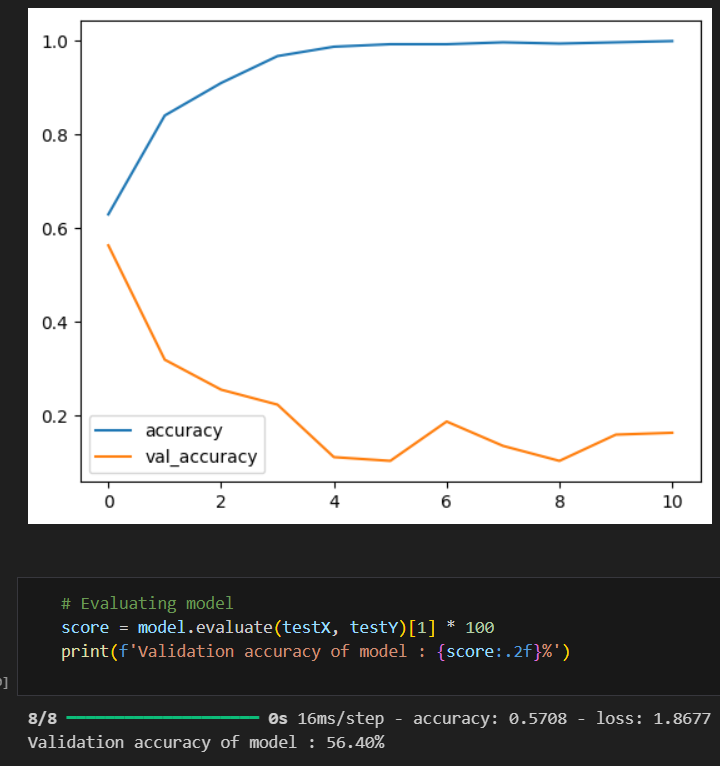 1.0
0.8
0.6
0.4
0.2
accuracy
val_accuracy
0 2 4 6 8 10
# Evaluating model
score = model.evaluate(testX, testY)[1] * 100
print(f'Validation accuracy of model : {score:.2f}%')
]
8/8 ━━━━━━━━━━━━━━━━━━━━ 0s 16ms/step - accuracy: 0.5708 - loss: 1.8677
Validation accuracy of model : 56.40%